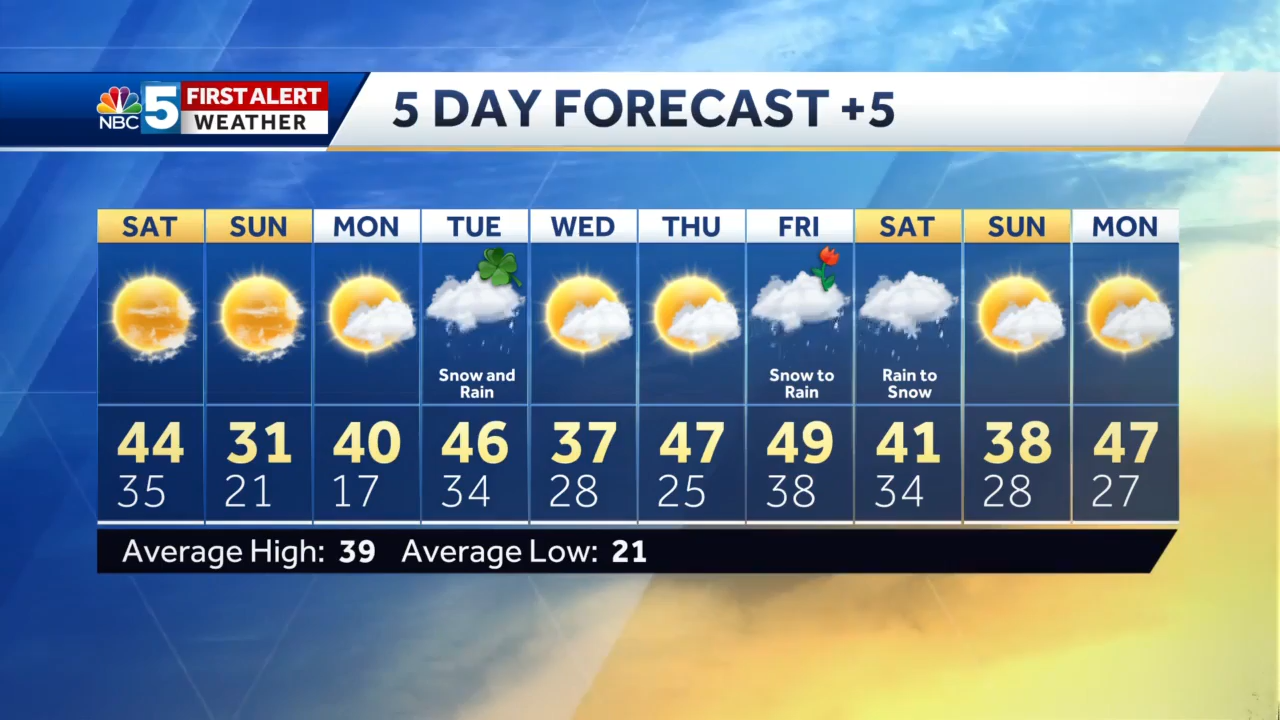 NBC 5 FIRST ALERT WEATHER
5 DAY FORECAST +5
SAT SUN MON TUE WED THU FRI SAT SUN MON
Snow and Rain Snow to Rain Rain to Snow
44 31 40 46 37 47 49 41 38 47
35 21 17 34 28 25 38 34 28 27
Average High: 39 Average Low: 21